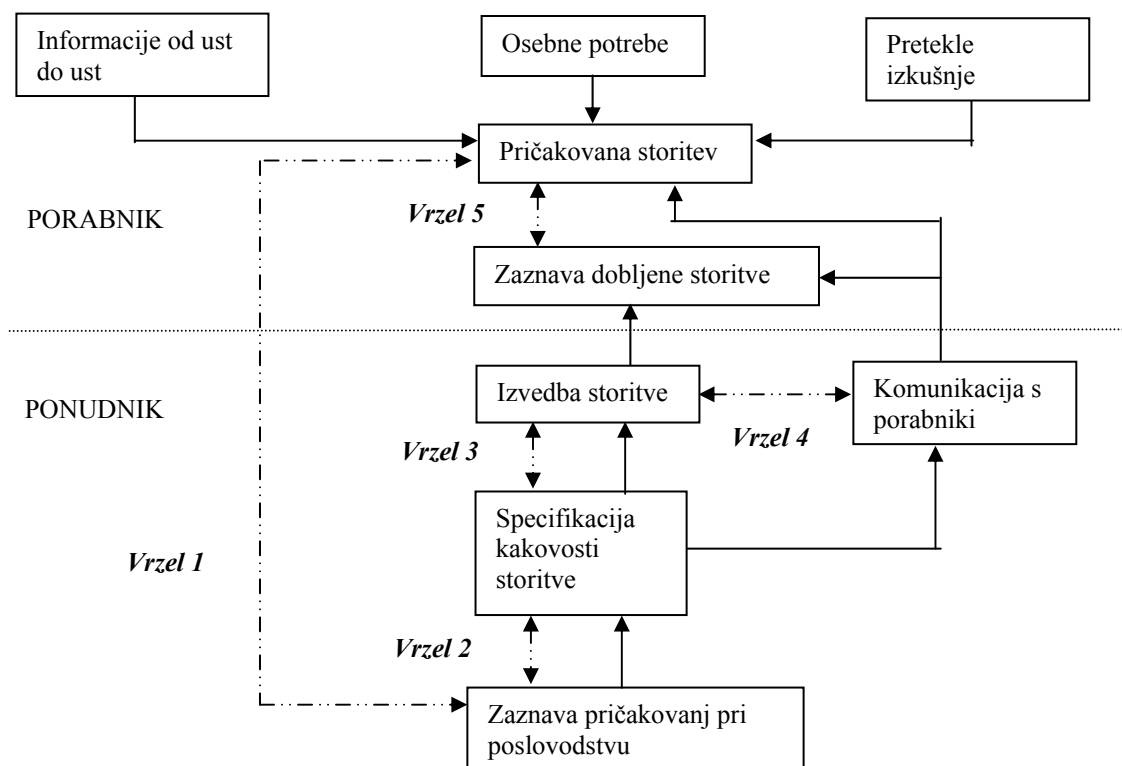 Informacije od ust
do ust
Osebne potrebe
Pretekle
izkušnje
Pričakovana storitev
PORABNIK
Vrzel 5
Zaznava dobljene storitve
PONUDNIK
Izvedba storitve
Komunikacija s
porabniki
Vrzel 4
Vrzel 3
Specifikacija
kakovosti
storitve
Vrzel 1
Vrzel 2
Zaznava pričakovanj pri
poslovodstvu